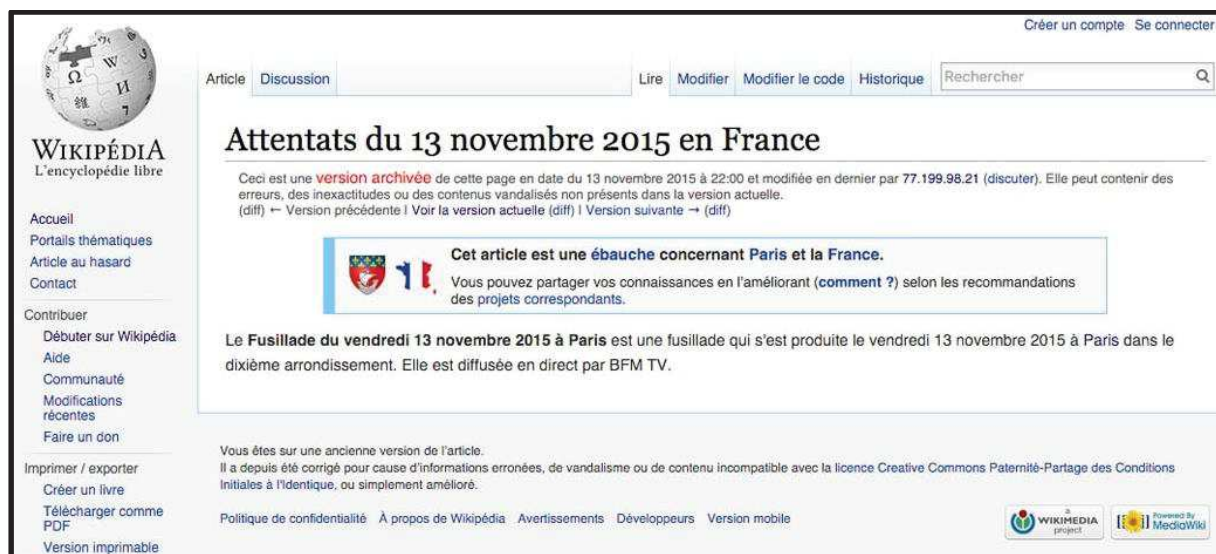 Créer un compte Se connecter
Article Discussion Lire Modifier Modifier le code Historique Rechercher
WIKIPÉDIA
L'encyclopédie libre
Accueil
Portails thématiques
Article au hasard
Contact
Contribuer
Débuter sur Wikipédia
Aide
Communauté
Modifications
récentes
Faire un don
Imprimer / exporter
Créer un livre
Télécharger comme
PDF
Version imprimable
Attentats du 13 novembre 2015 en France
Ceci est une version archivée de cette page en date du 13 novembre 2015 à 22:00 et modifiée en dernier par 77.199.98.21 (discuter). Elle peut contenir des
erreurs, des inexactitudes ou des contenus vandalisés non présents dans la version actuelle.
(diff) ← Version précédente | Voir la version actuelle (diff) | Version suivante → (diff)
Cet article est une ébauche concernant Paris et la France.
Vous pouvez partager vos connaissances en l'améliorant (comment ?) selon les recommandations
des projets correspondants.
Le Fusillade du vendredi 13 novembre 2015 à Paris est une fusillade qui s'est produite le vendredi 13 novembre 2015 à Paris dans le
dixième arrondissement. Elle est diffusée en direct par BFM TV.
Vous êtes sur une ancienne version de l'article.
Il a depuis été corrigé pour cause d'informations erronées, de vandalisme ou de contenu incompatible avec la licence Creative Commons Paternité-Partage des Conditions
Initiales à l'Identique, ou simplement amélioré.
Politique de confidentialité À propos de Wikipédia Avertissements Développeurs Version mobile
a
WIKIMEDIA
project
Powered By
MediaWiki